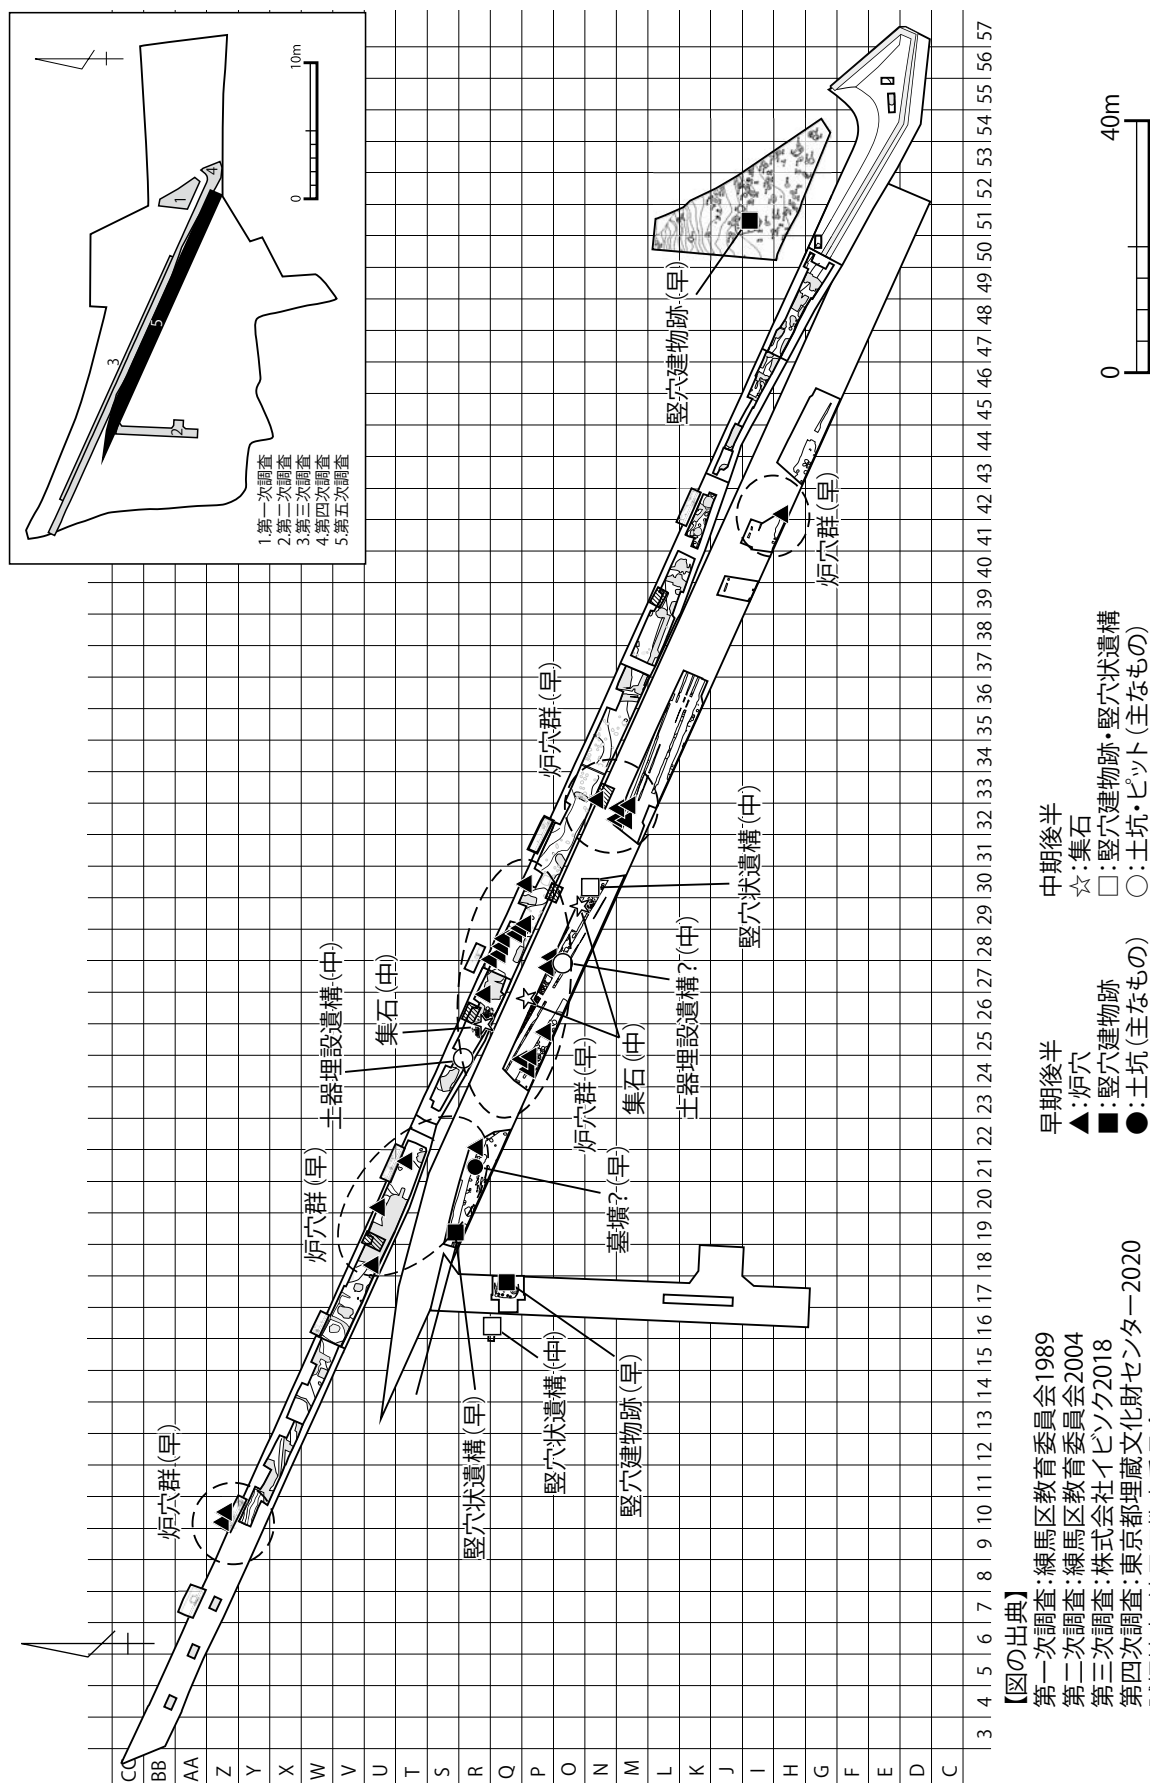 10m
0
1
2
3
4
5
1.第一次調査
2.第二次調査
3.第三次調査
4.第四次調査
5.第五次調査
炉穴群(早)
炉穴群(早)
土器埋設遺構(中)
集石(中)
炉穴群(早)
竪穴建物跡(早)
炉穴群(早)
竪穴状遺構(中)
土器埋設遺構?(中)
集石(中)
炉穴群(早)
墓壙?(早)
竪穴建物跡(早)
竪穴状遺構(中)
竪穴状遺構(早)
CC BB AA Z Y X W V U T S R Q P O N M L K J I H G F E D C
3 4 5 6 7 8 9 10 11 12 13 14 15 16 17 18 19 20 21 22 23 24 25 26 27 28 29 30 31 32 33 34 35 36 37 38 39 40 41 42 43 44 45 46 47 48 49 50 51 52 53 54 55 56 57
【図の出典】
第一次調査:練馬区教育委員会1989
第二次調査:練馬区教育委員会2004
第三次調査:株式会社イビソク2018
第四次調査:東京都埋蔵文化財センター2020
早期後半
▲:炉穴
■:竪穴建物跡
●:土坑(主なもの)
中期後半
☆:集石
□:竪穴建物跡・竪穴状遺構
○:土坑・ピット(主なもの)
0 40m